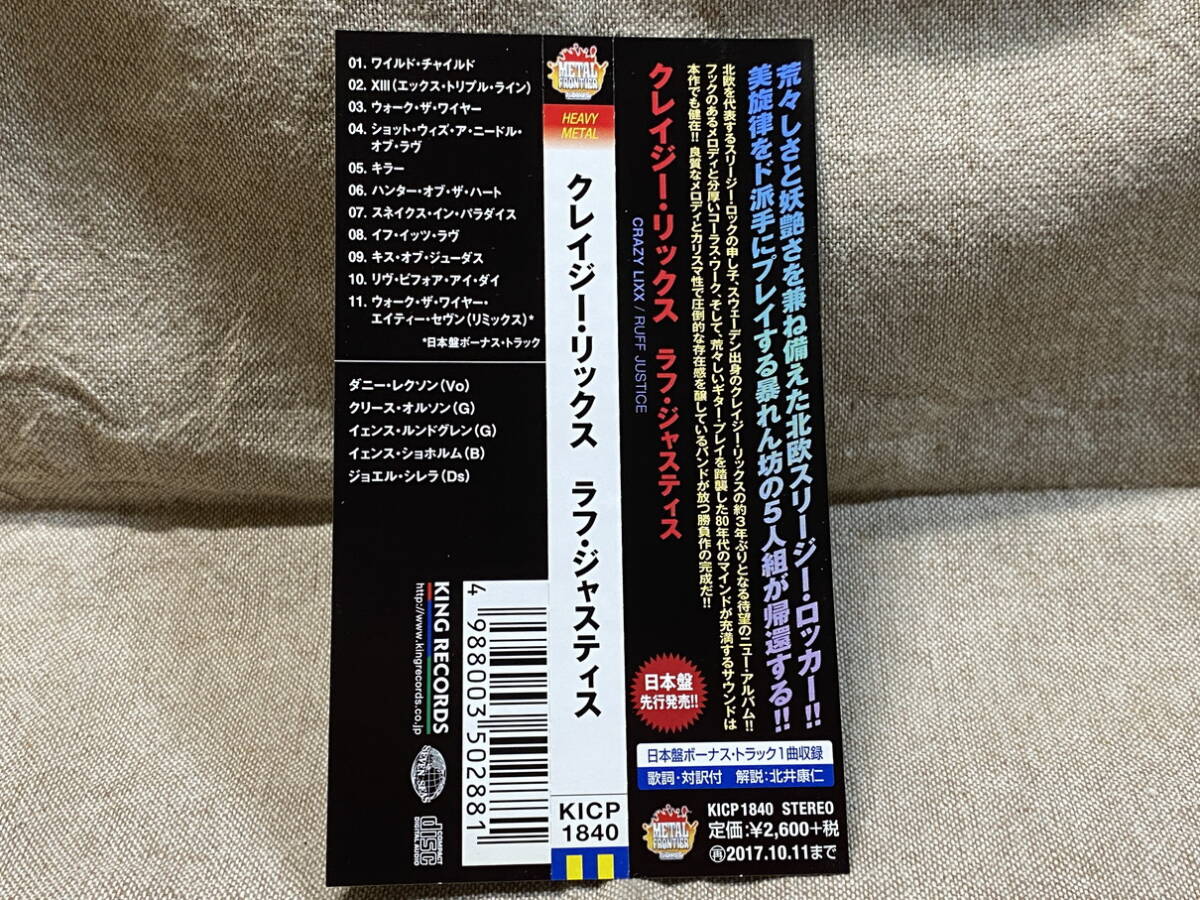 01. ワイルド・チャイルド
02. XIII(エックス・トリプル・ライン)
03. ウォーク・ザ・ワイヤー
04. ショット・ウィズ・ア・ニードル・
オブ・ラヴ
05. キラー
06. ハンター・オブ・ザ・ハート
07. スネイクス・イン・パラダイス
08. イフ・イッツ・ラヴ
09. キス・オブ・ジューダス
10. リヴ・ビフォア・アイ・ダイ
11. ウォーク・ザ・ワイヤー・
エイティー・セヴン(リミックス)*
*日本盤ボーナス・トラック
ダニー・レクソン(Vo)
クリース・オルソン(G)
イェンス・ルンドグレン(G)
イェンス・ショホルム(B)
ジョエル・シレラ(Ds)
KING RECORDS
http://www.kingrecords.co.jp
SEVEN SEAS
COMPACT
disc
DIGITAL AUDIO
4 988003 502881
METAL
FRONTIER
HEAVY
METAL
クレイジー・リックス ラフ・ジャスティス
KICP
1840
荒々しさと妖艶さを兼ね備えた北欧スリージー・ロッカー!!
美旋律をド派手にプレイする暴れん坊の5人組が帰還する!!
北欧を代表するスリージー・ロックの申し子、スウェーデン出身のクレイジー・リックスの約3年ぶりとなる待望のニュー・アルバム!!
フックのあるメロディと分厚いコーラス・ワーク、そして、荒々しいギター・プレイを踏襲した80年代のマインドが充満するサウンドは
本作でも健在!! 良質なメロディとカリスマ性で圧倒的な存在感を醸しているバンドが放つ勝負作の完成だ!!
クレイジー・リックス ラフ・ジャスティス
CRAZY LIXX / RUFF JUSTICE
日本盤
先行発売!!
日本盤ボーナス・トラック1曲収録
歌詞・対訳付 解説:北井康仁
METAL
FRONTIER
KICP 1840 STEREO
定価:¥2,600+税
再2017.10.11まで